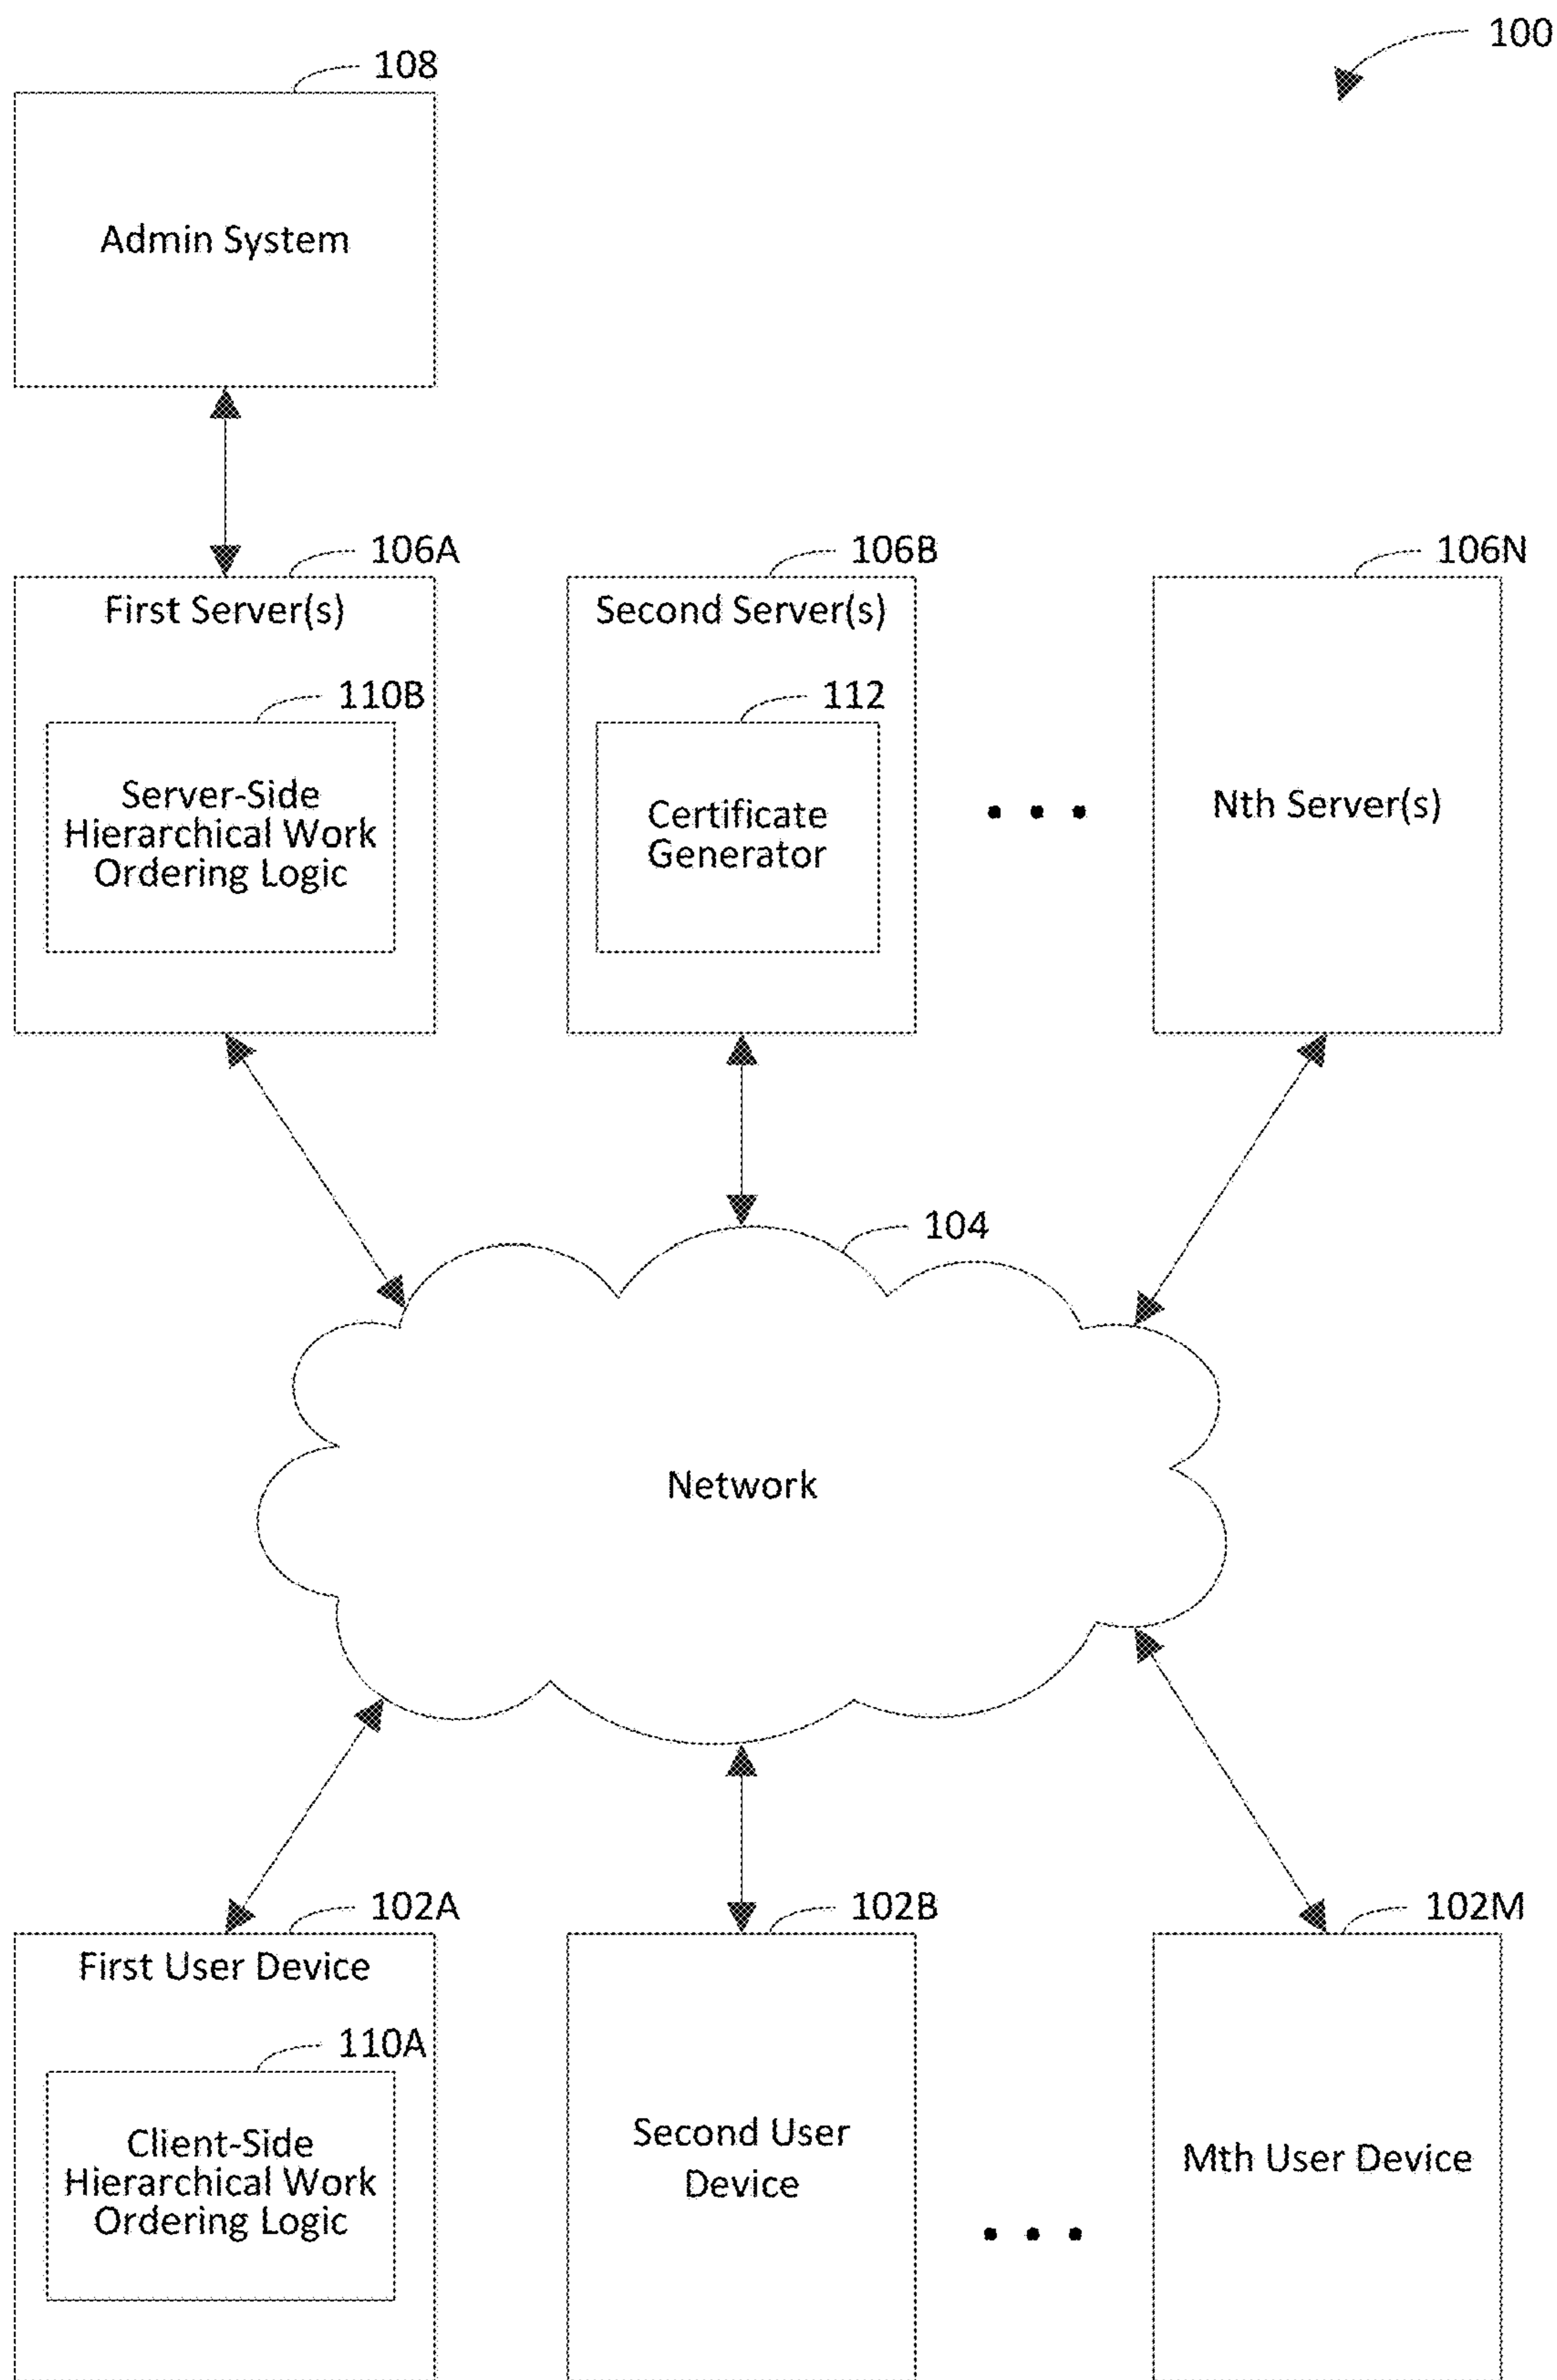 100
108
Admin System
106A
106B
106N
First Server(s)
Second Server(s)
110B
112
Server-Side
Hierarchical Work
Ordering Logic
Certificate
Generator
Nth Server(s)
104
Network
102A
102B
102M
First User Device
110A
Client-Side
Hierarchical Work
Ordering Logic
Second User
Device
Mth User Device